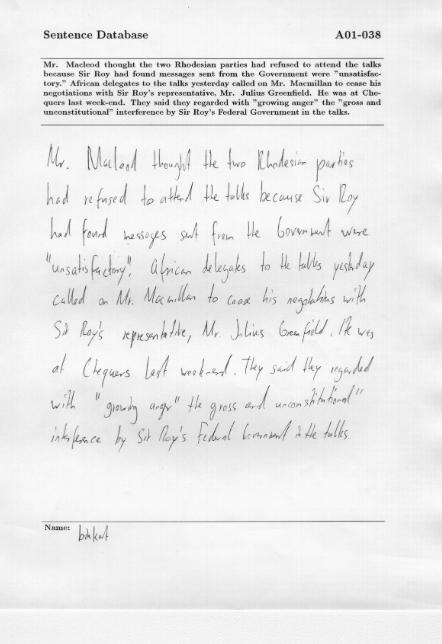 Sentence Database A01-038
Mr. Macleod thought the two Rhodesian parties had refused to attend the talks
because Sir Roy had found messages sent from the Government were "unsatisfac-
tory." African delegates to the talks yesterday called on Mr. Macmillan to cease his
negotiations with Sir Roy's representative, Mr. Julius Greenfield. He was at Che-
quers last week-end. They said they regarded with "growing anger" the "gross and
unconstitutional" interference by Sir Roy's Federal Government in the talks.
Mr. Macleod thought the two Rhodesian parties
had refused to attend the talks because Sir Roy
had found messages sent from the Government were
"unsatisfactory". African delegates to the talks yesterday
called on Mr. Macmillan to cease his negotiations with
Sir Roy's representative, Mr. Julius Greenfield. He was
at Chequers last weekend. They said they regarded
with "growing anger" the gross and unconstitutional"
interference by Sir Roy's Federal Government in the talks.
Name: